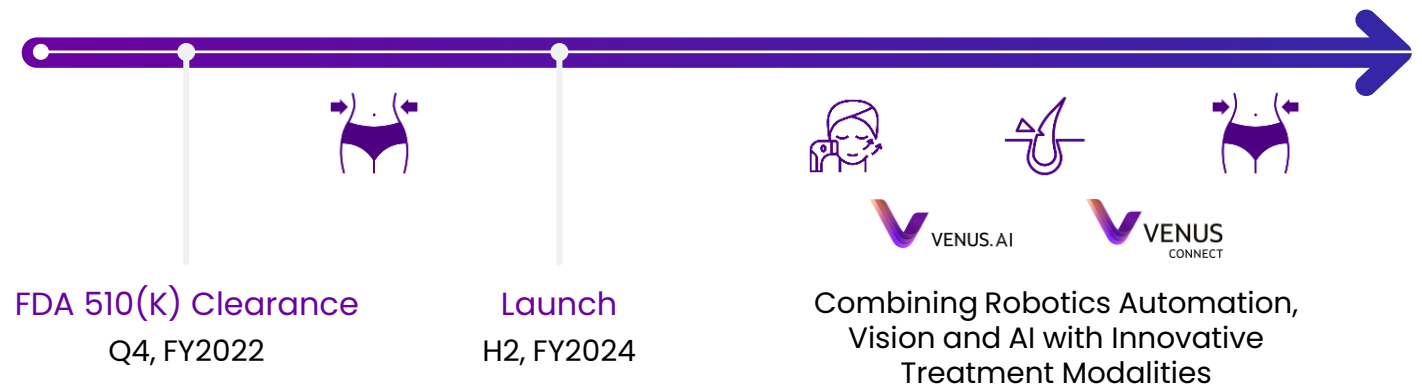 VENUS.AI
VENUS
CONNECT
FDA 510(K) Clearance
Q4, FY2022
Launch
H2, FY2024
Combining Robotics Automation,
Vision and AI with Innovative
Treatment Modalities